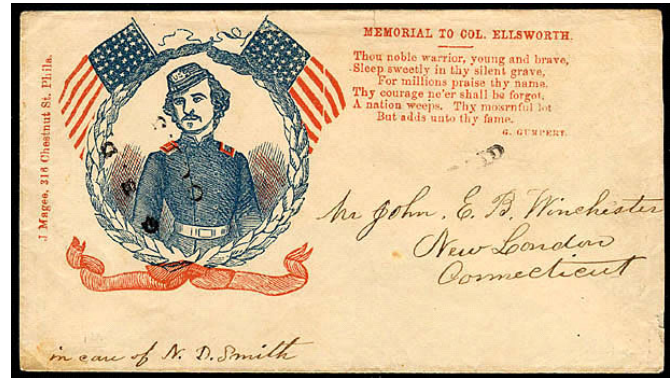 MEMORIAL TO COL. ELLSWORTH.
Thou noble warrior, young and brave,
Sleep sweetly in thy silent grave,
For millions praise thy name.
Thy courage ne'er shall be forgot,
A nation weeps. Thy mournful lot
But adds unto thy fame.
G. GUMPERT.
J Magee, 316 Chestnut St. Phila.
Mr John. E. B. Winchester
New London
Connecticut
in care of N. D. Smith